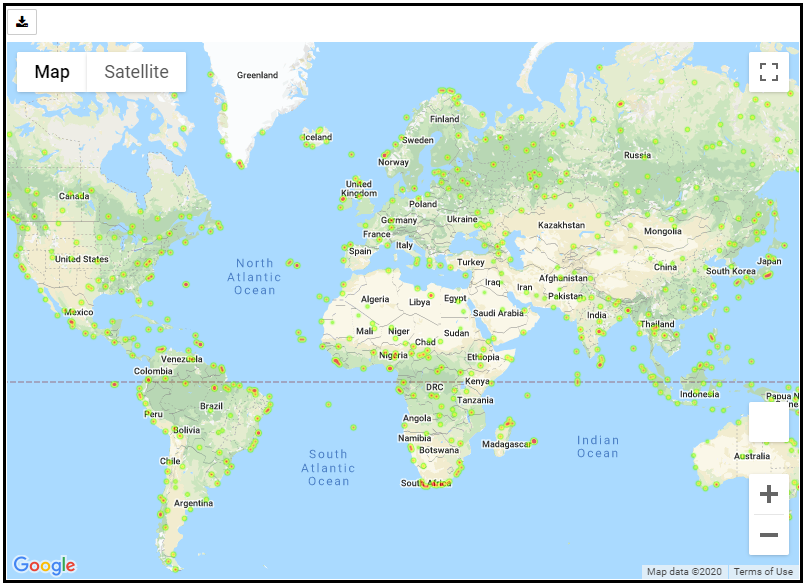 Map Satellite
Greenland
Iceland
Finland
Sweden
Norway
Russia
United
Kingdom
Canada
Poland
Germany
Ukraine
Kazakhstan
Mongolia
France
Italy
Spain
United States
North
Atlantic
Ocean
Turkey
China
Japan
South Korea
Iraq
Iran
Afghanistan
Pakistan
Algeria
Libya
Egypt
Saudi Arabia
India
Mexico
Mali
Niger
Sudan
Thailand
Chad
Nigeria
Ethiopia
Venezuela
Colombia
DRC
Kenya
Indonesia
Papua N
Guine
Tanzania
Brazil
Peru
Bolivia
Angola
Namibia
Botswana
Madagascar
South
Atlantic
Ocean
Indian
Ocean
Australia
Chile
South Africa
Argentina
Google
Map data ©2020 Terms of Use